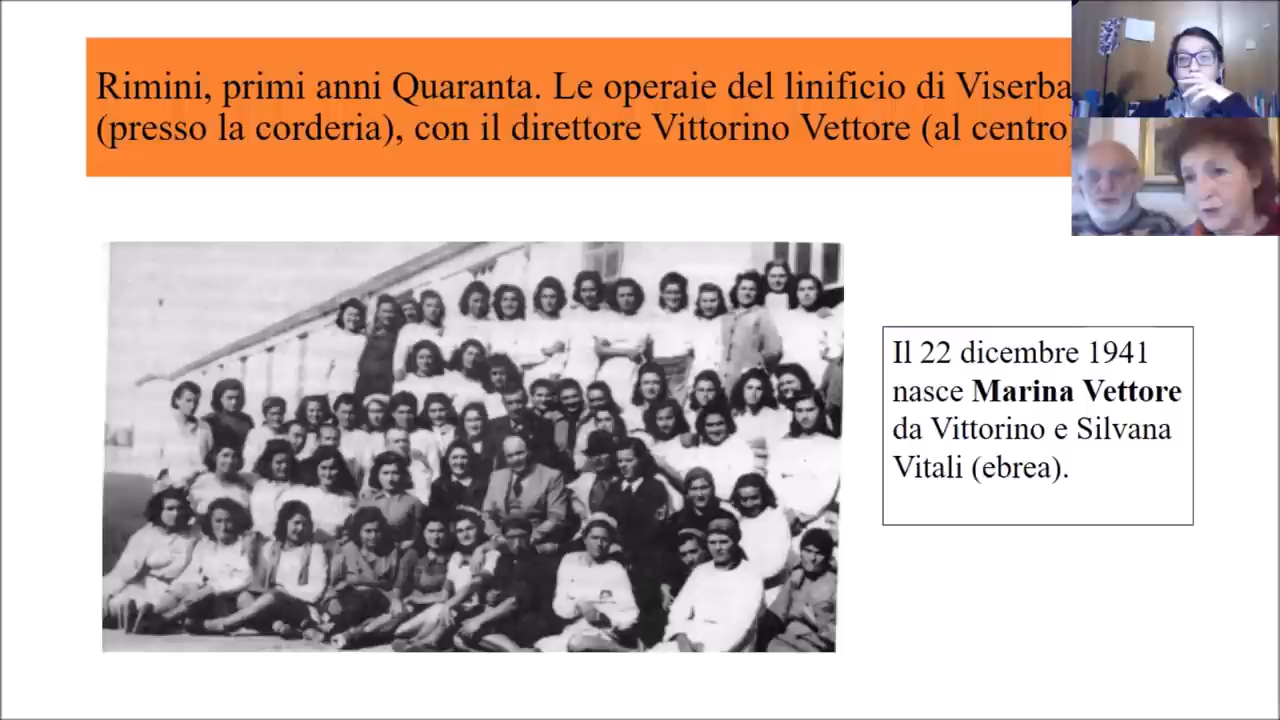 Rimini, primi anni Quaranta. Le operaie del linificio di Viserba
(presso la corderia), con il direttore Vittorino Vettore (al centro)
Il 22 dicembre 1941
nasce Marina Vettore
da Vittorino e Silvana
Vitali (ebrea).